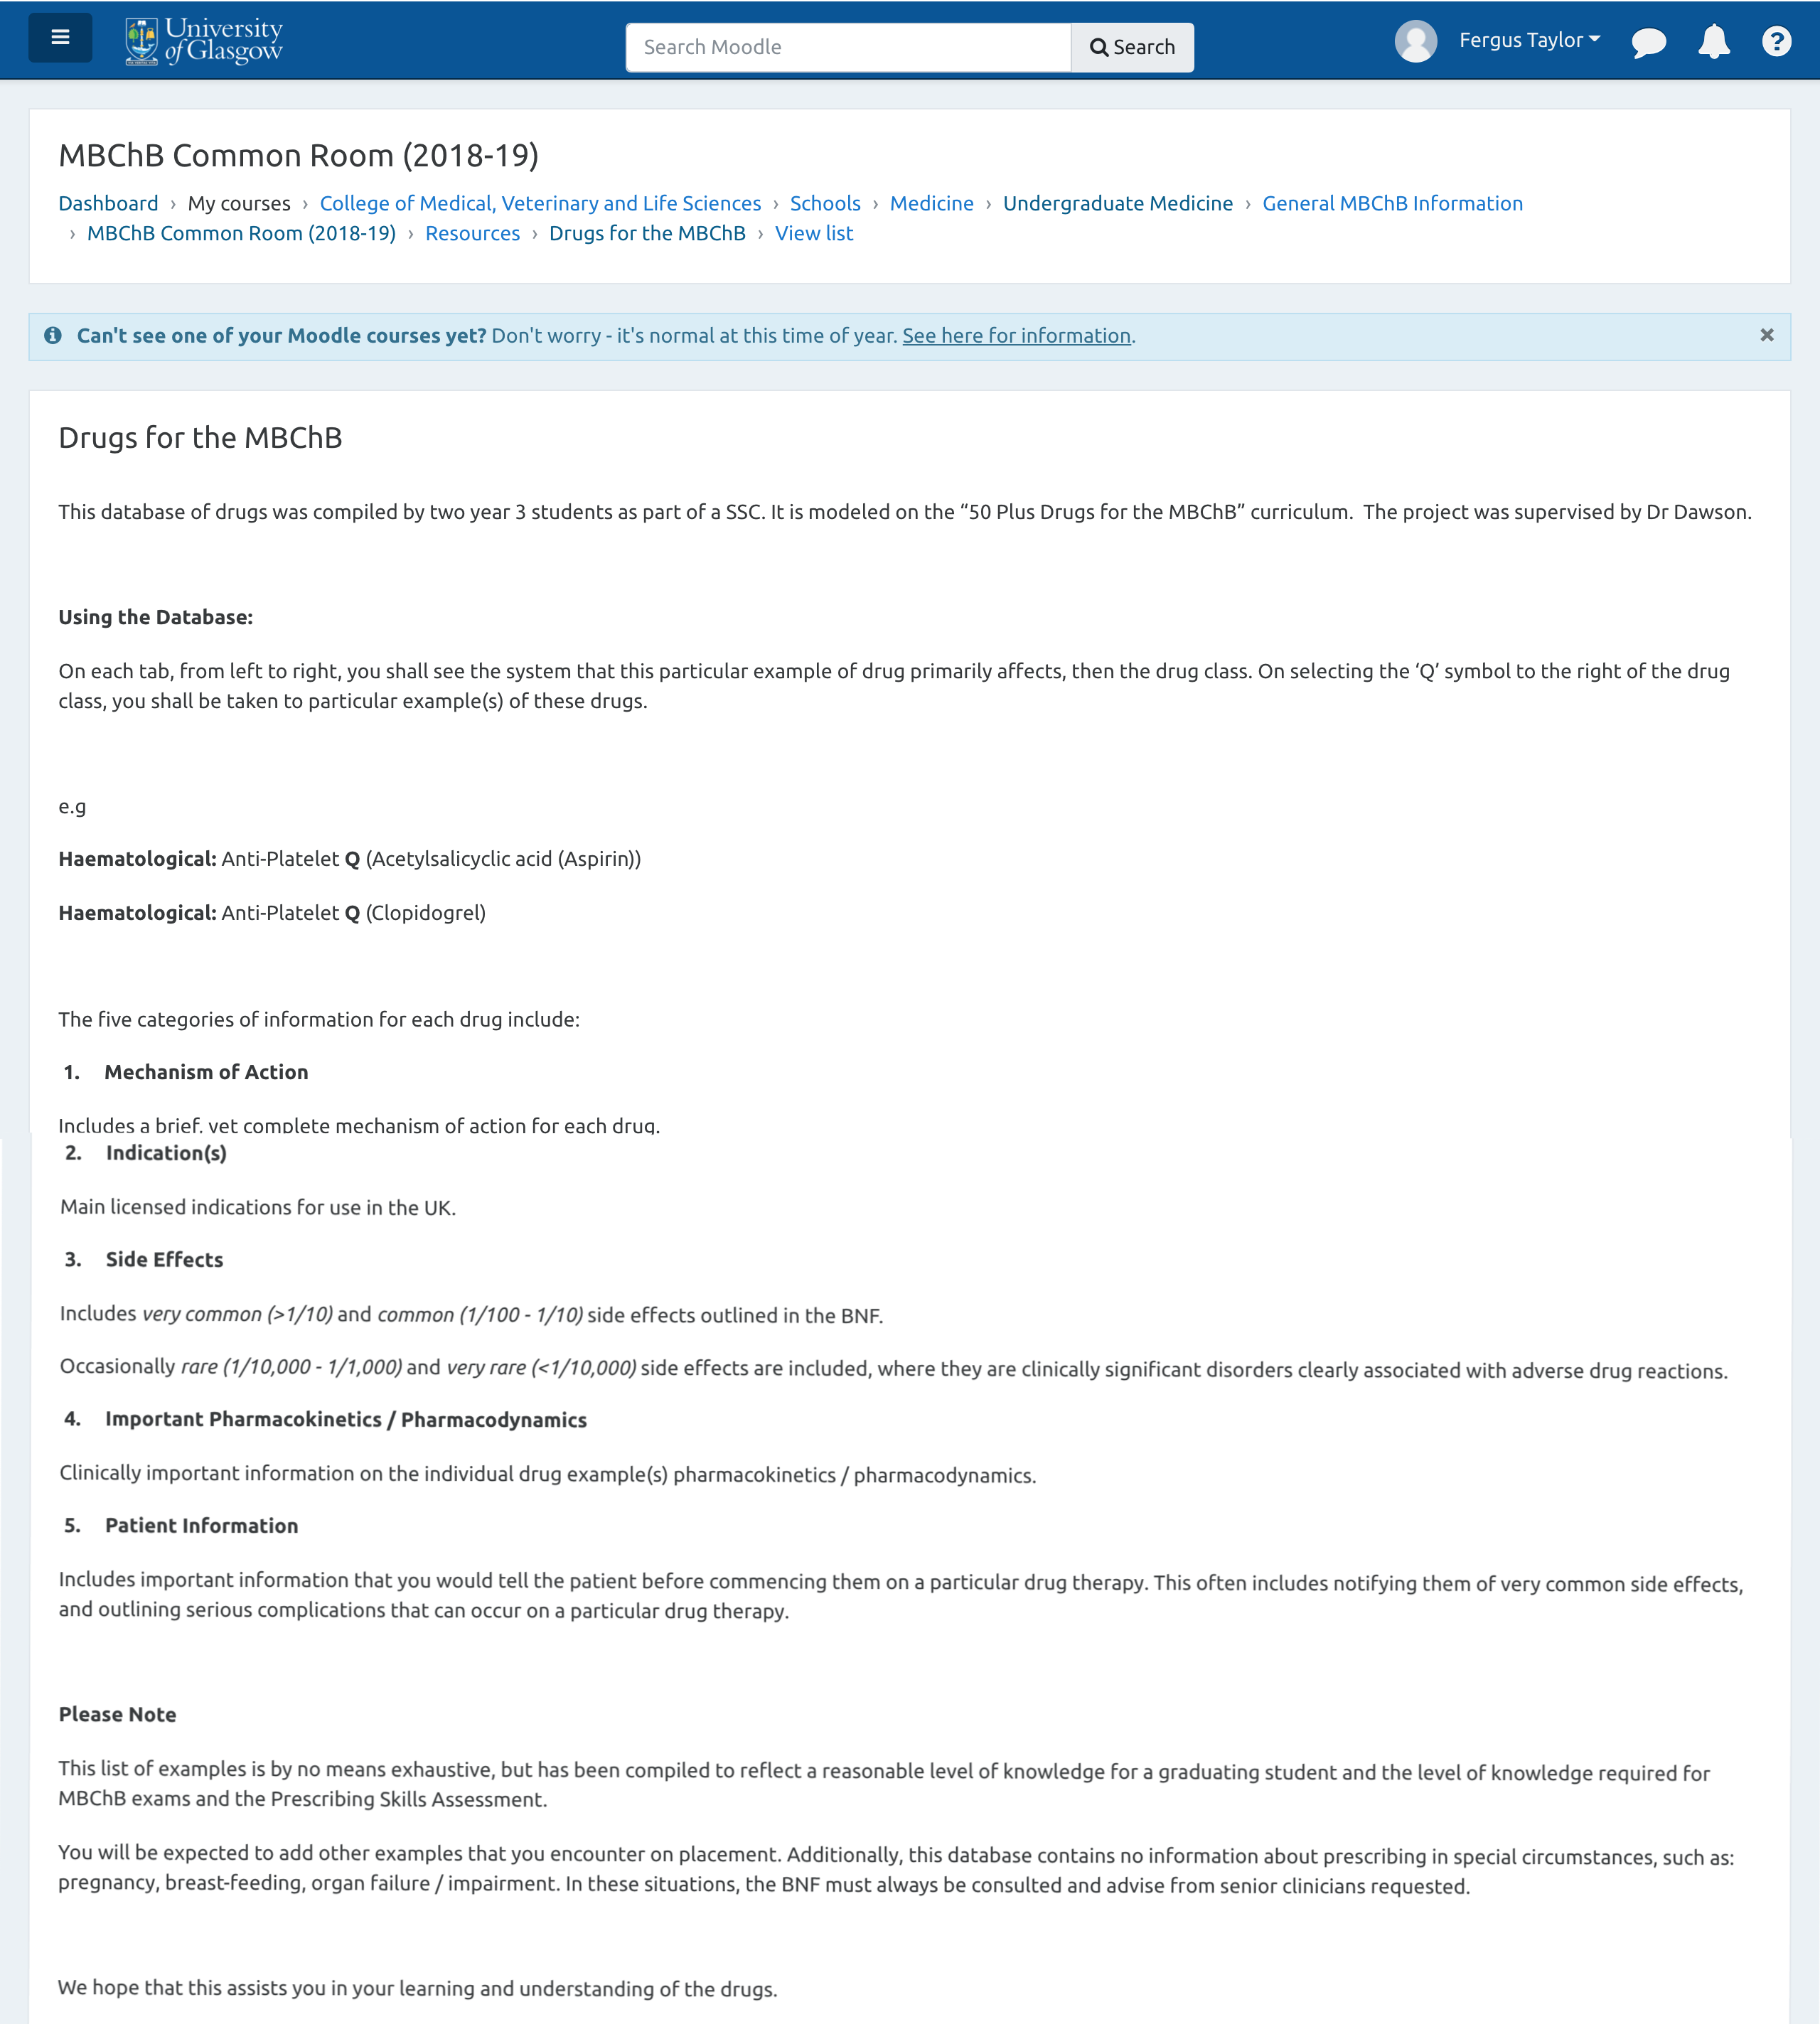 University
of Glasgow
Search Moodle
Search
Fergus Taylor
MBChB Common Room (2018-19)
Dashboard › My courses › College of Medical, Veterinary and Life Sciences › Schools › Medicine › Undergraduate Medicine › General MBChB Information
› MBChB Common Room (2018-19) › Resources › Drugs for the MBChB › View list
Can't see one of your Moodle courses yet? Don't worry - it's normal at this time of year. See here for information.
Drugs for the MBChB
This database of drugs was compiled by two year 3 students as part of a SSC. It is modeled on the “50 Plus Drugs for the MBChB” curriculum.  The project was supervised by Dr Dawson.
Using the Database:
On each tab, from left to right, you shall see the system that this particular example of drug primarily affects, then the drug class. On selecting the ‘Q’ symbol to the right of the drug
class, you shall be taken to particular example(s) of these drugs.
e.g
Haematological: Anti-Platelet Q (Acetylsalicyclic acid (Aspirin))
Haematological: Anti-Platelet Q (Clopidogrel)
The five categories of information for each drug include:
1. Mechanism of Action
Includes a brief, yet complete mechanism of action for each drug.
2. Indication(s)
Main licensed indications for use in the UK.
3. Side Effects
Includes very common (>1/10) and common (1/100 - 1/10) side effects outlined in the BNF.
Occasionally rare (1/10,000 - 1/1,000) and very rare (<1/10,000) side effects are included, where they are clinically significant disorders clearly associated with adverse drug reactions.
4. Important Pharmacokinetics / Pharmacodynamics
Clinically important information on the individual drug example(s) pharmacokinetics / pharmacodynamics.
5. Patient Information
Includes important information that you would tell the patient before commencing them on a particular drug therapy. This often includes notifying them of very common side effects,
and outlining serious complications that can occur on a particular drug therapy.
Please Note
This list of examples is by no means exhaustive, but has been compiled to reflect a reasonable level of knowledge for a graduating student and the level of knowledge required for
MBChB exams and the Prescribing Skills Assessment.
You will be expected to add other examples that you encounter on placement. Additionally, this database contains no information about prescribing in special circumstances, such as:
pregnancy, breast-feeding, organ failure / impairment. In these situations, the BNF must always be consulted and advise from senior clinicians requested.
We hope that this assists you in your learning and understanding of the drugs.